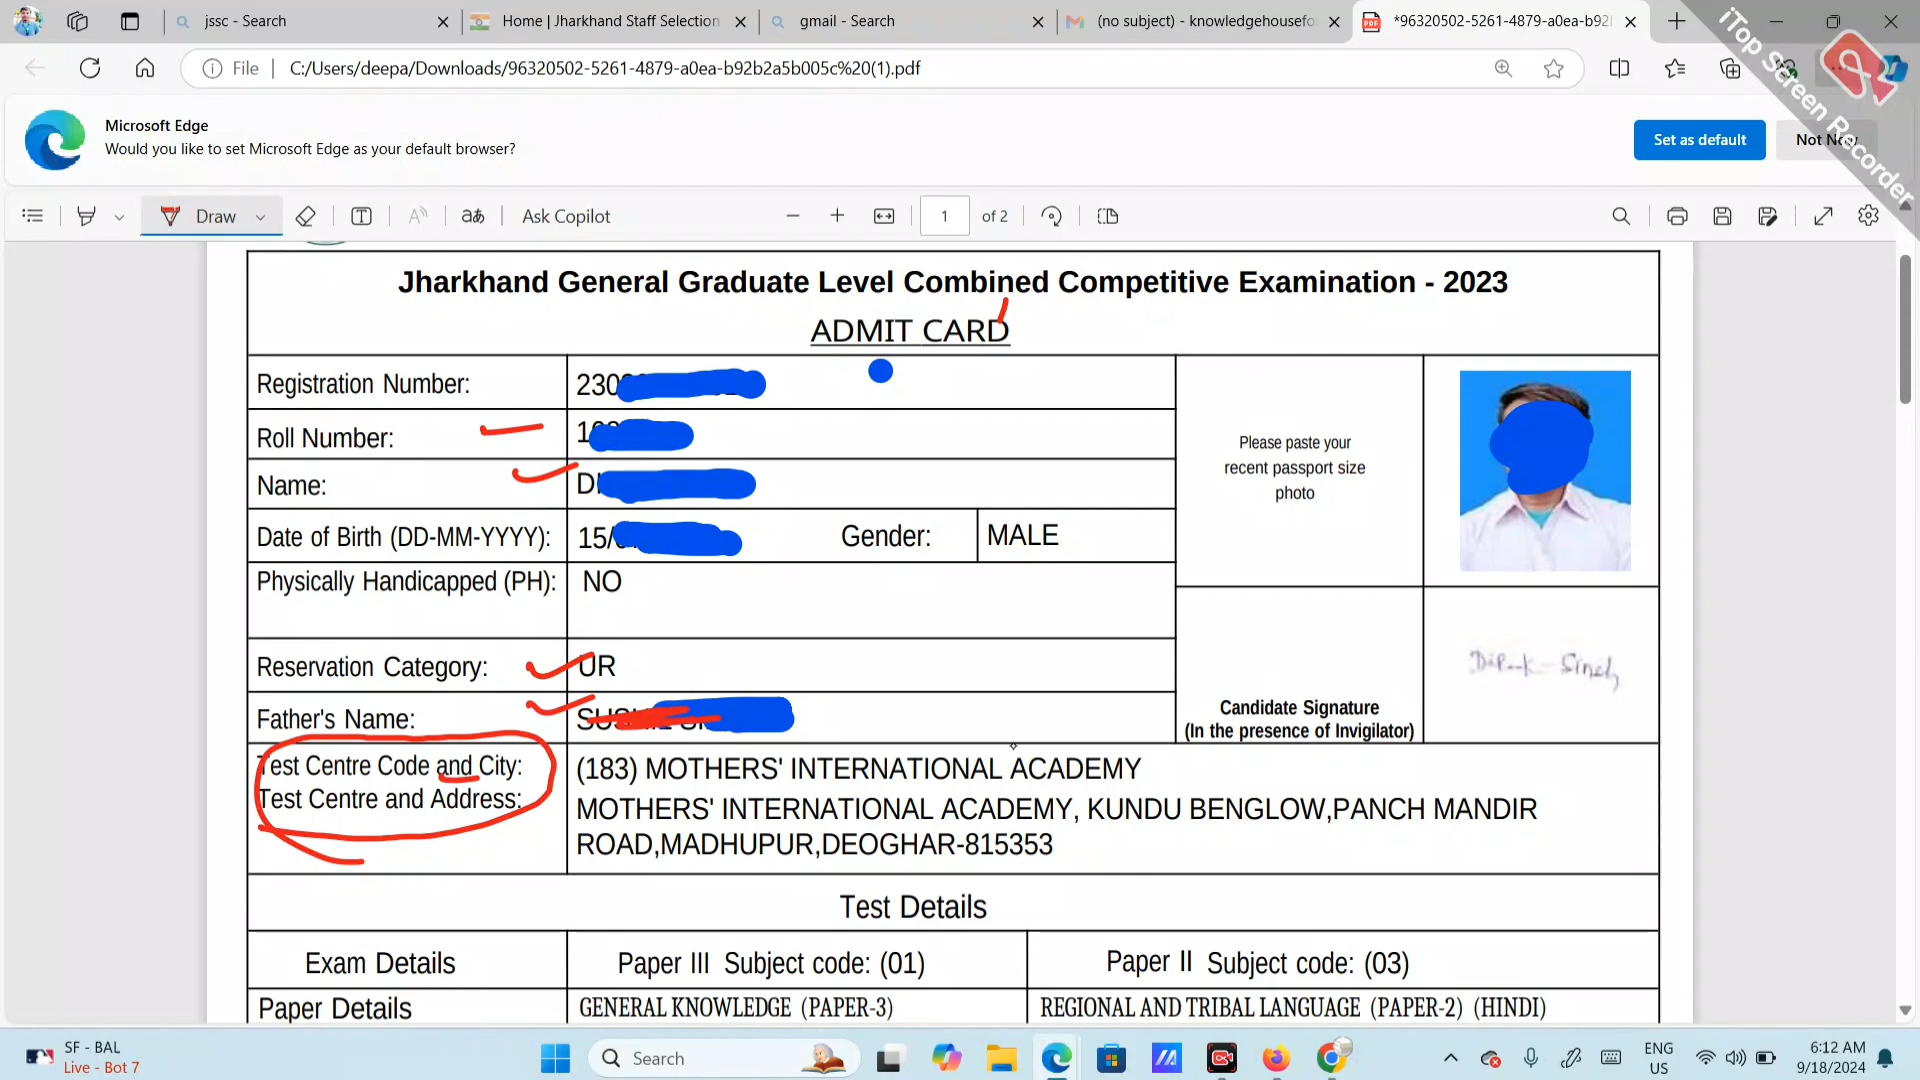 jssc - Search
Home | Jharkhand Staff Selection
gmail - Search
(no subject) - knowledgehousefo
*96320502-5261-4879-a0ea-b92
iTop Screen Recorder
File
C:/Users/deepa/Downloads/96320502-5261-4879-a0ea-b92b2a5b005c%20(1).pdf
Microsoft Edge
Would you like to set Microsoft Edge as your default browser?
Set as default
Not Now
Draw
Ask Copilot
1 of 2
Jharkhand General Graduate Level Combined Competitive Examination - 2023
ADMIT CARD
Registration Number: 230
Roll Number: 1
Name: D
Date of Birth (DD-MM-YYYY): 15/ Gender: MALE
Physically Handicapped (PH): NO
Please paste your
recent passport size
photo
Reservation Category: UR
Father's Name:
Candidate Signature
(In the presence of Invigilator)
Test Centre Code and City: (183) MOTHERS' INTERNATIONAL ACADEMY
Test Centre and Address: MOTHERS' INTERNATIONAL ACADEMY, KUNDU BENGLOW,PANCH MANDIR
ROAD,MADHUPUR,DEOGHAR-815353
Test Details
Exam Details Paper III Subject code: (01) Paper II Subject code: (03)
Paper Details GENERAL KNOWLEDGE (PAPER-3) REGIONAL AND TRIBAL LANGUAGE (PAPER-2) (HINDI)
SF - BAL
Live - Bot 7
Search
ENG
US
6:12 AM
9/18/2024